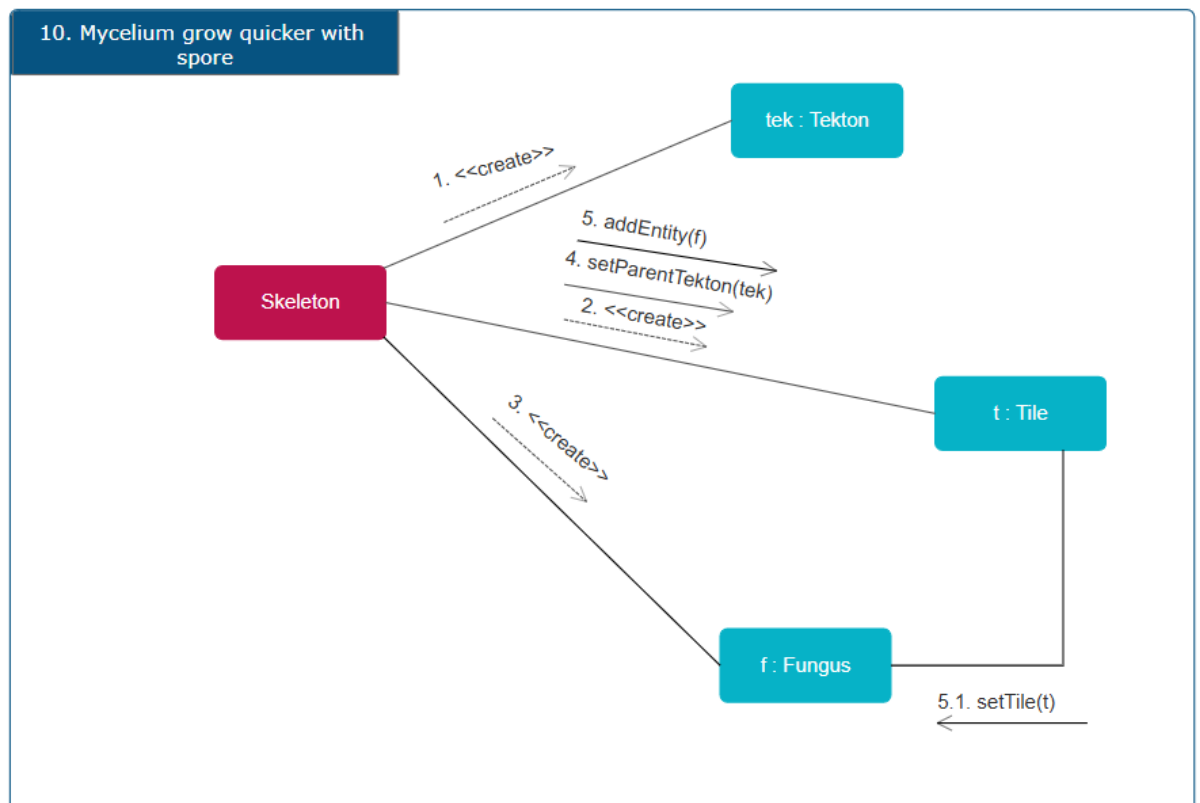 10. Mycelium grow quicker with
spore
tek : Tekton
1. <<create>>
5. addEntity(f)
4. setParentTekton(tek)
2. <<create>>
Skeleton
3. <<create>>
t : Tile
f : Fungus
5.1. setTile(t)